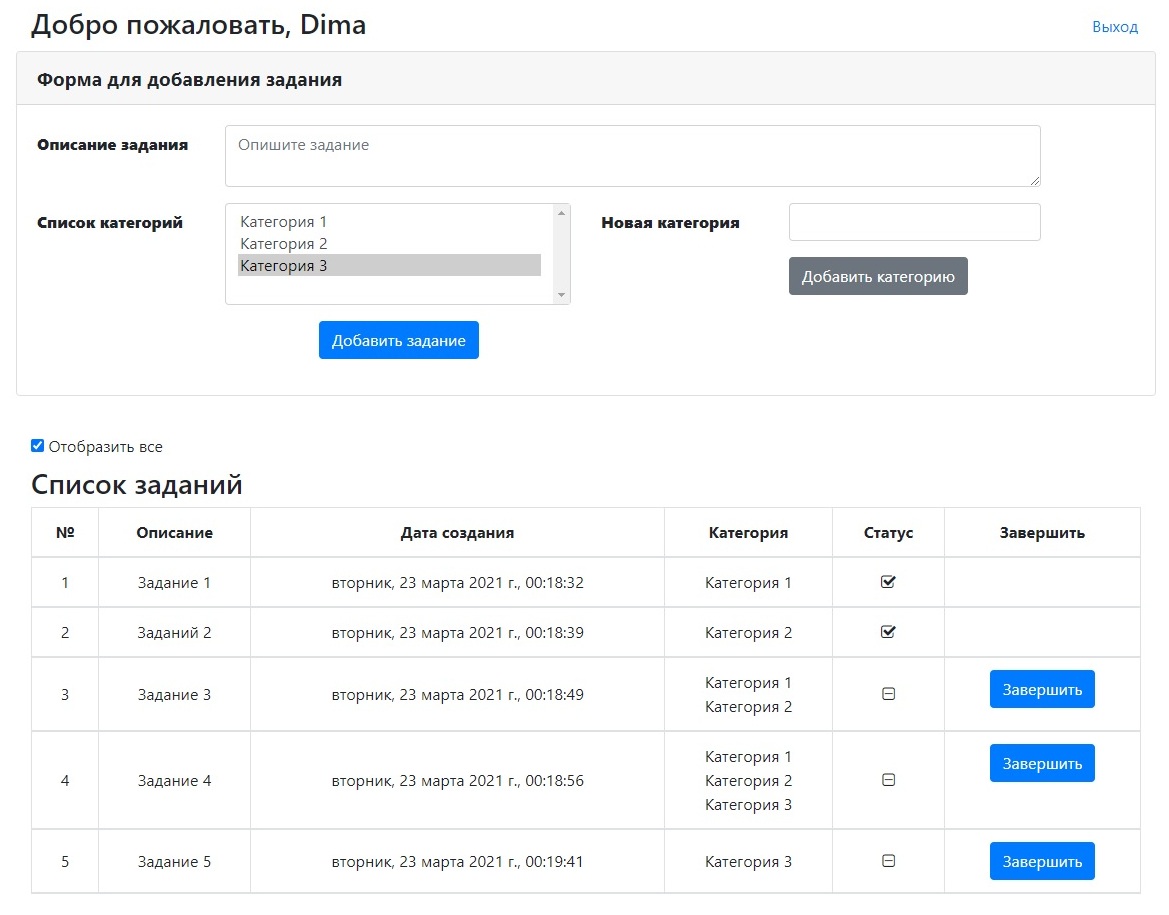 Добро пожаловать, Dima
Выход
Форма для добавления задания
Описание задания
Опишите задание
Список категорий
Категория 1
Категория 2
Категория 3
Новая категория
Добавить категорию
Добавить задание
Отобразить все
Список заданий
№ Описание Дата создания Категория Статус Завершить
1 Задание 1 вторник, 23 марта 2021 г., 00:18:32 Категория 1
2 Заданий 2 вторник, 23 марта 2021 г., 00:18:39 Категория 2
3 Задание 3 вторник, 23 марта 2021 г., 00:18:49 Категория 1 Завершить
Категория 2
4 Задание 4 вторник, 23 марта 2021 г., 00:18:56 Категория 1 Завершить
Категория 2
Категория 3
5 Задание 5 вторник, 23 марта 2021 г., 00:19:41 Категория 3 Завершить